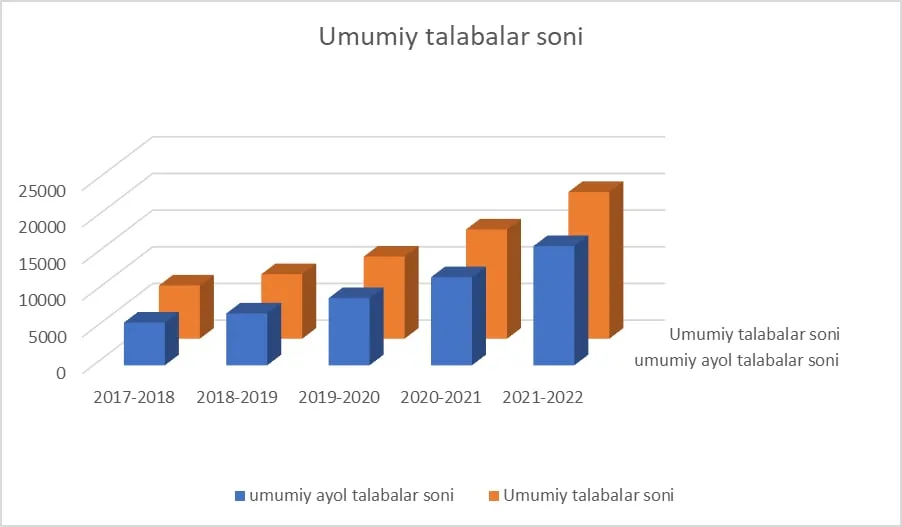 Umumiy talabalar soni
25000
20000
15000
10000
5000
0
Umumiy talabalar soni
umumiy ayol talabalar soni
2017-2018 2018-2019 2019-2020 2020-2021 2021-2022
umumiy ayol talabalar soni Umumiy talabalar soni